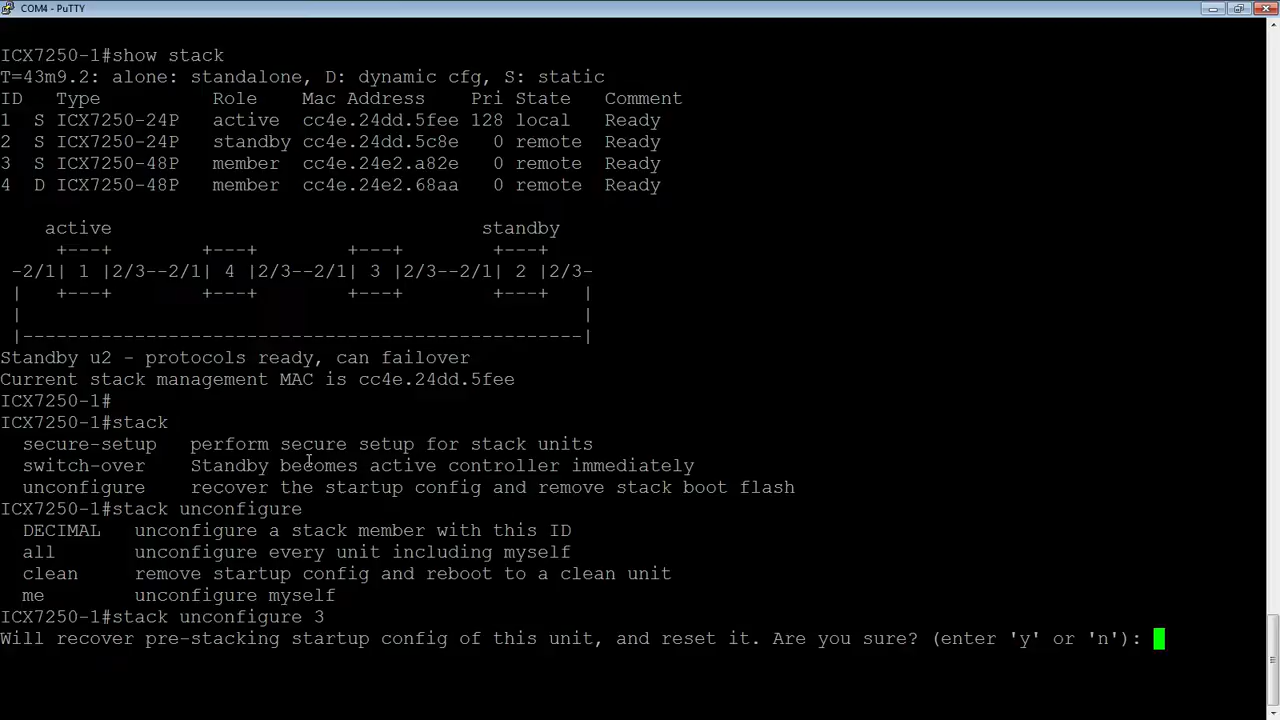 COM4 - PuTTY
ICX7250-1#show stack
T=43m9.2: alone: standalone, D: dynamic cfg, S: static
ID  S Type          Role    Mac Address    Pri State   Comment
1  S ICX7250-24P   active  cc4e.24dd.5fee 128 local   Ready
2  S ICX7250-24P   standby cc4e.24dd.5c8e   0 remote  Ready
3  S ICX7250-48P   member  cc4e.24e2.a82e   0 remote  Ready
4  D ICX7250-48P   member  cc4e.24e2.68aa   0 remote  Ready
    active                                 standby
     +---+        +---+        +---+        +---+
 -2/1| 1 |2/3--2/1| 4 |2/3--2/1| 3 |2/3--2/1| 2 |2/3-
 |   +---+        +---+        +---+        +---+   |
 |                                                  |
 |--------------------------------------------------|
Standby u2 - protocols ready, can failover
Current stack management MAC is cc4e.24dd.5fee
ICX7250-1#
ICX7250-1#stack
  secure-setup   perform secure setup for stack units
  switch-over    Standby becomes active controller immediately
  unconfigure    recover the startup config and remove stack boot flash
ICX7250-1#stack unconfigure
  DECIMAL   unconfigure a stack member with this ID
  all       unconfigure every unit including myself
  clean     remove startup config and reboot to a clean unit
  me        unconfigure myself
ICX7250-1#stack unconfigure 3
Will recover pre-stacking startup config of this unit, and reset it. Are you sure? (enter 'y' or 'n'):